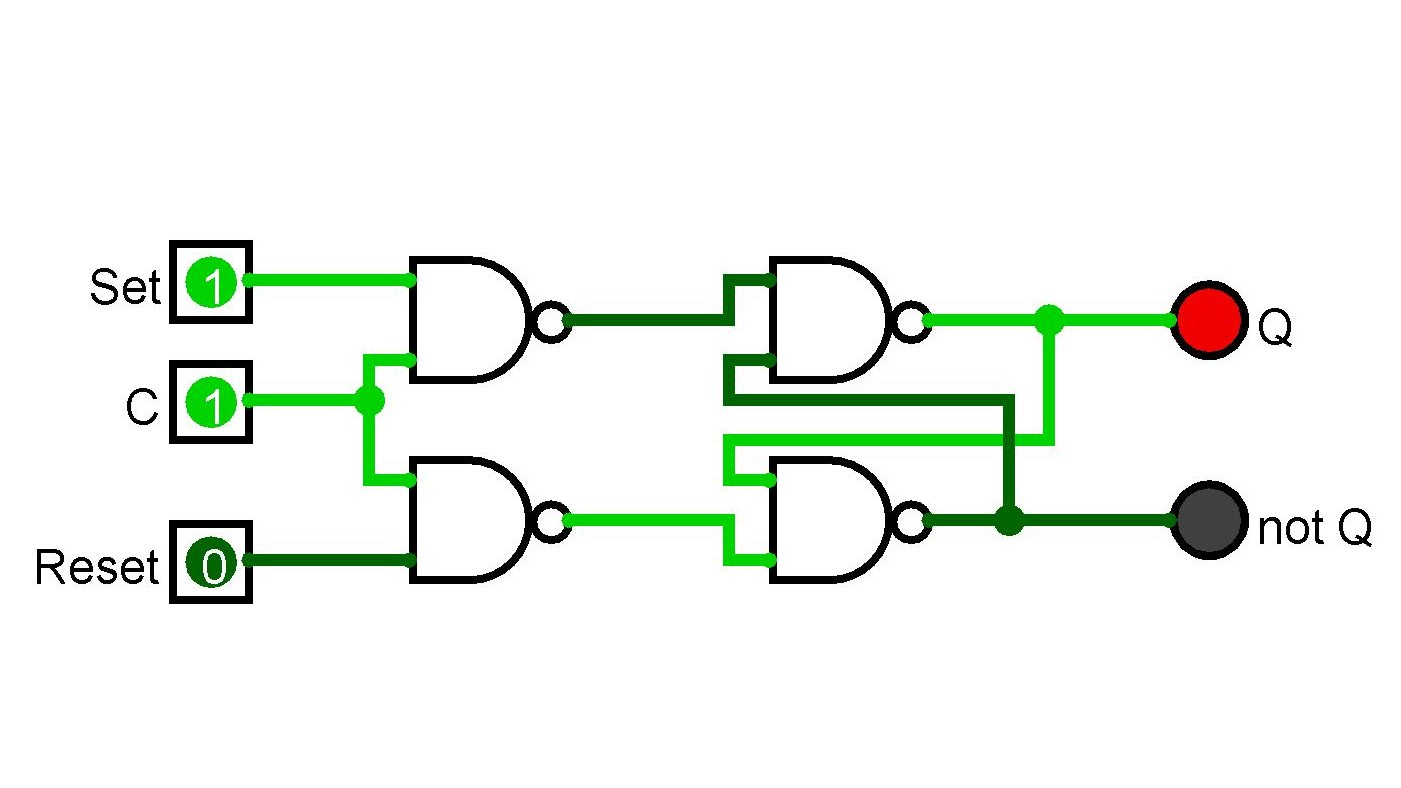 Set 1
Q
C 1
Reset 0
not Q